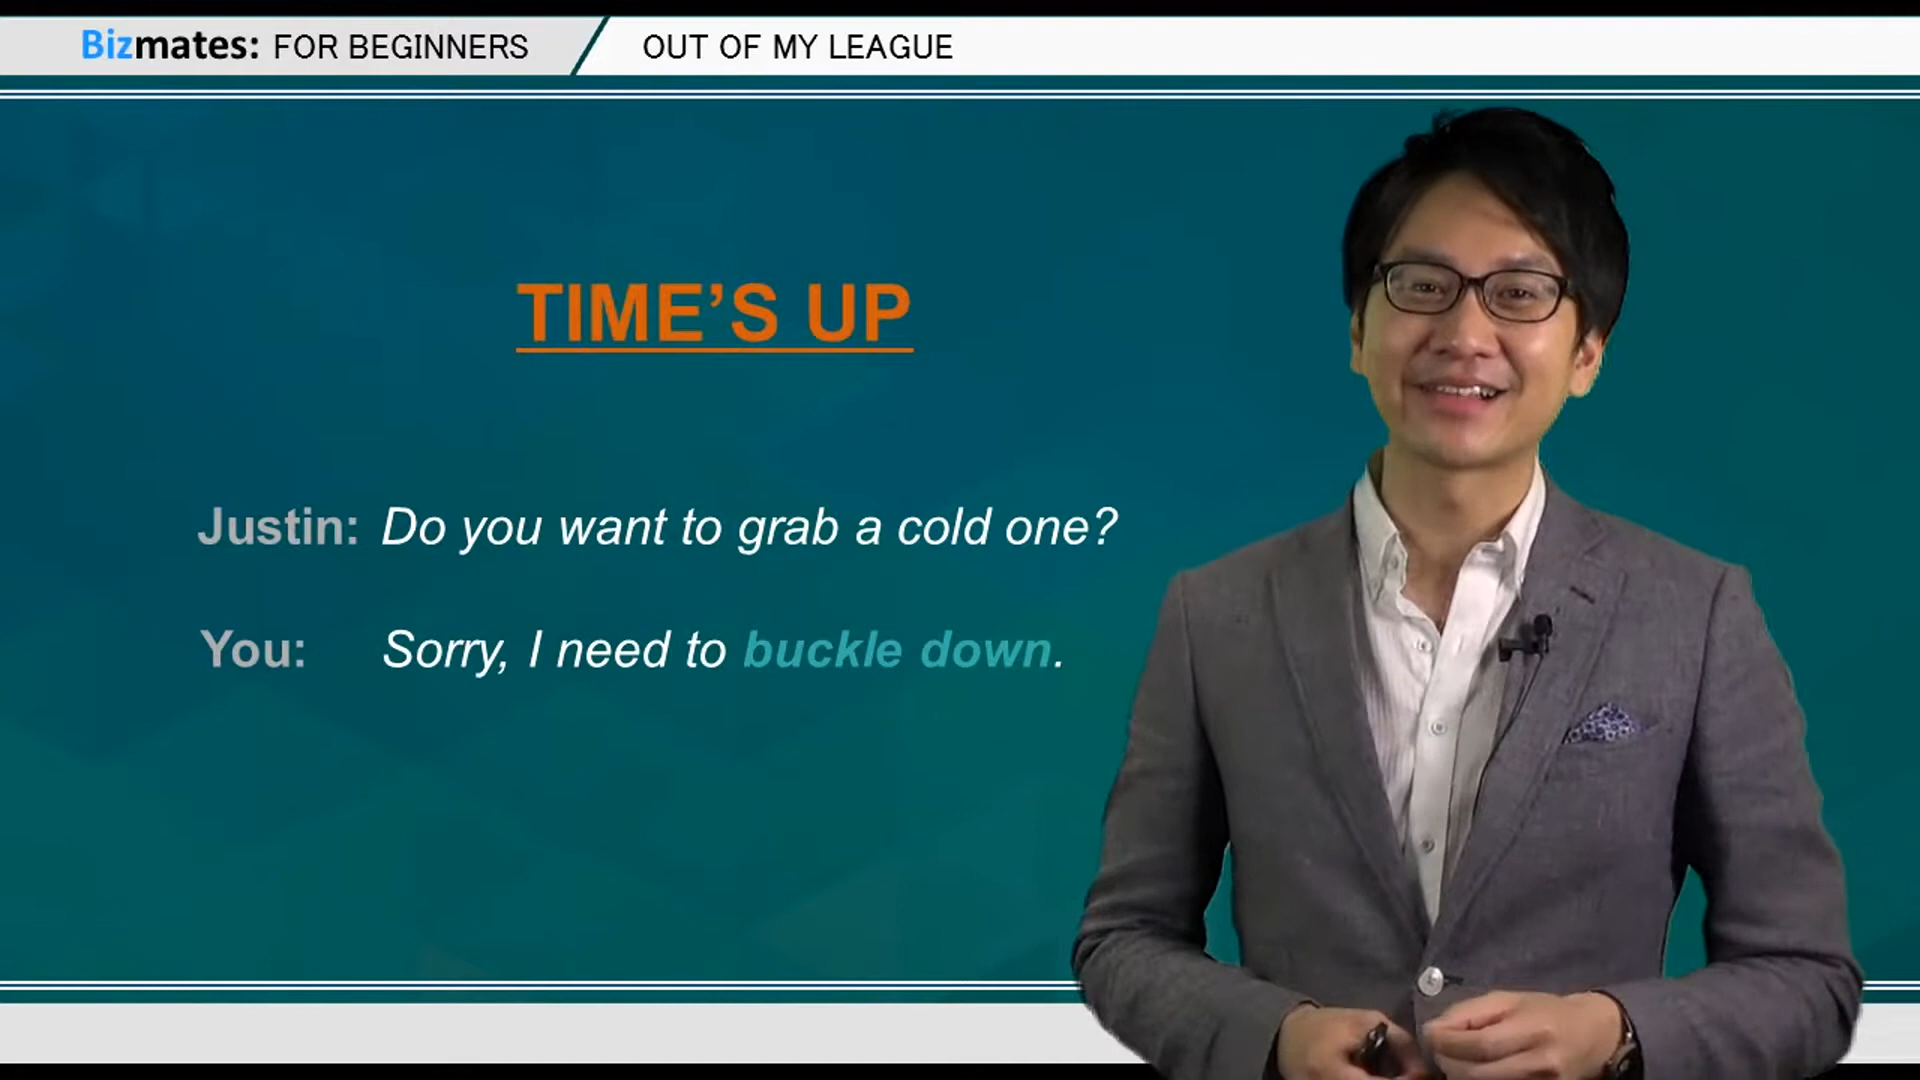 Bizmates: FOR BEGINNERS
OUT OF MY LEAGUE
TIME’S UP
Justin: Do you want to grab a cold one?
You: Sorry, I need to buckle down.